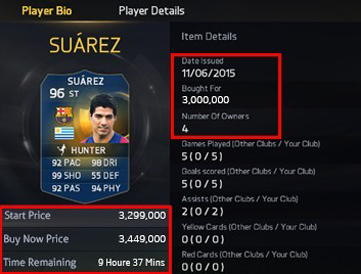 Player Bio
Player Details
SUÁREZ
SUÁREZ
96 ST
HUNTER
92 PAC 98 DRI
99 SHO 55 DEF
92 PAS 94 PHY
Start Price 3,299,000
Buy Now Price 3,449,000
Time Remaining 9 Hour 37 Mins
Item Details
Date Issued
11/06/2015
Bought For
3,000,000
Number Of Owners
4
Games Played (Other Clubs / Your Club)
5 ( 0 / 5 )
Goals scored (Other Clubs / Your Club)
5 ( 0 / 5 )
Assists (Other Clubs / Your Club)
2 ( 0 / 2 )
Yellow Cards (Other Clubs / Your Club)
0 ( 0 / 0 )
Red Cards (Other Clubs / Your Club)
0 ( 0 / 0 )